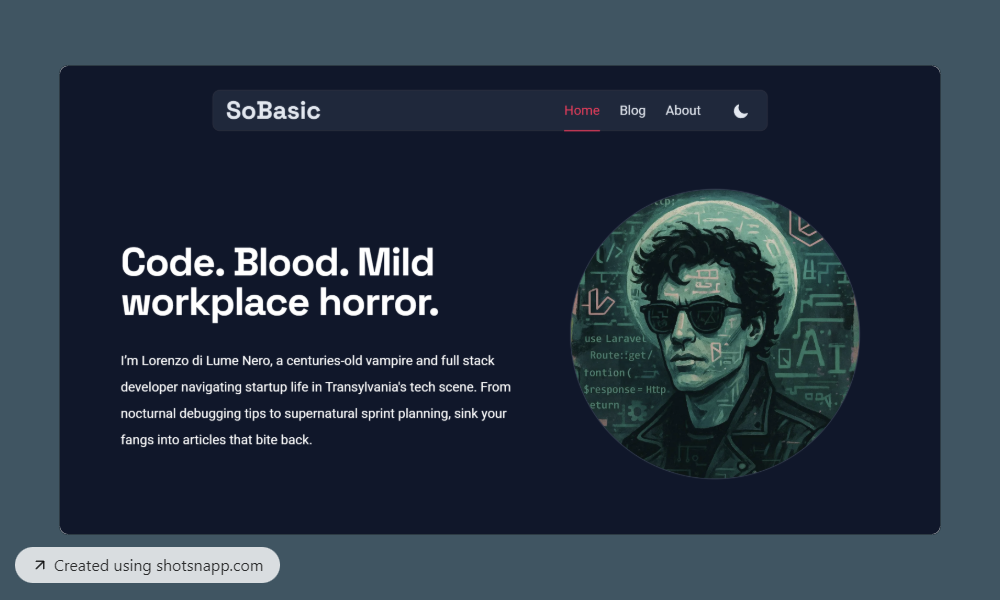 SoBasic
Home Blog About
Code. Blood. Mild
workplace horror.
I'm Lorenzo di Lume Nero, a centuries-old vampire and full stack
developer navigating startup life in Transylvania's tech scene. From
nocturnal debugging tips to supernatural sprint planning, sink your
fangs into articles that bite back.
use Laravel
Route::get/
fontion (
$response = Http
eturn
AI
Created using shotsnapp.com